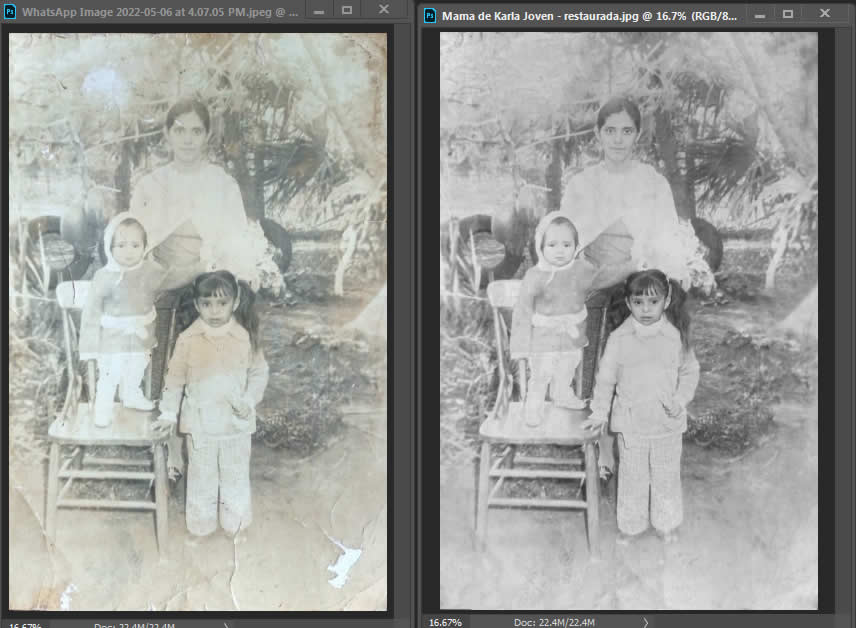 Ps WhatsApp Image 2022-05-06 at 4.07.05 PM.jpeg @ ...
Ps Mama de Karla Joven - restaurada.jpg @ 16.7% (RGB/8...
16.67% Doc: 22.4M/22.4M
16.67% Doc: 22.4M/22.4M